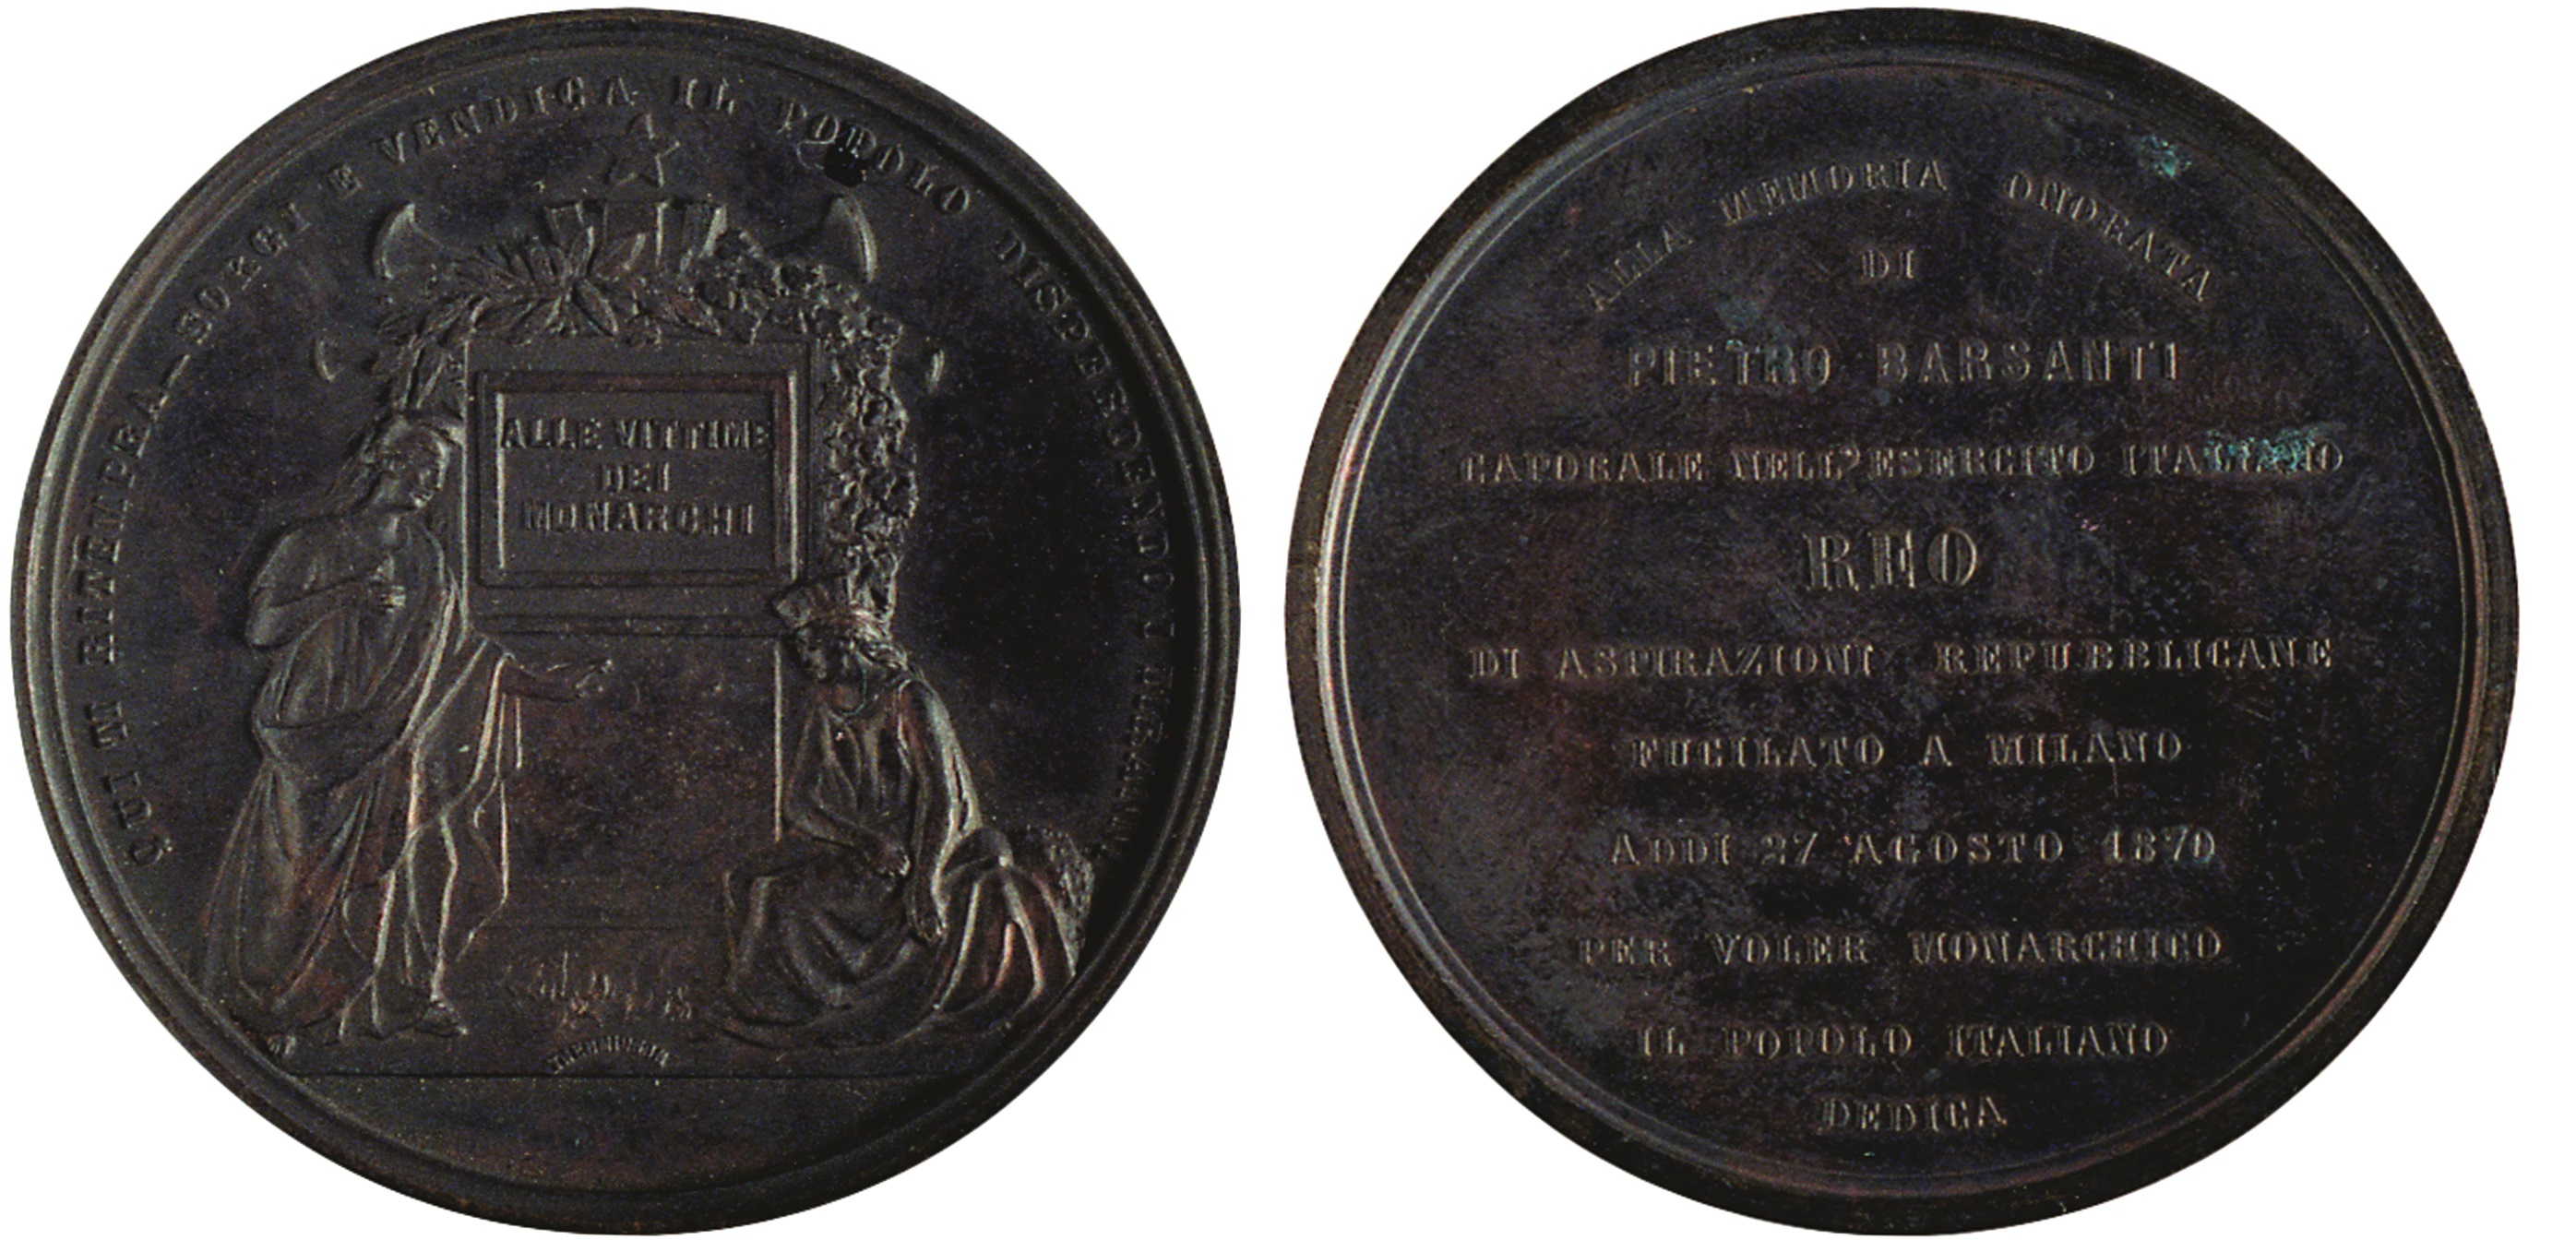 QUI TI RITEMPRA—SORGI E VENDICA IL POPOLO DISPERDENDO I
ALLE VITTIME
DEI
MONARCHI
ALLA MEMORIA ONORATA
DI
PIETRO BARSANTI
CAPORALE NELL'ESERCITO ITALIANO
REO
DI ASPIRAZIONI REPUBBLICANE
FUCILATO A MILANO
ADDI 27 AGOSTO 1870
PER VOLER MONARCHICO
IL POPOLO ITALIANO
DEDICA